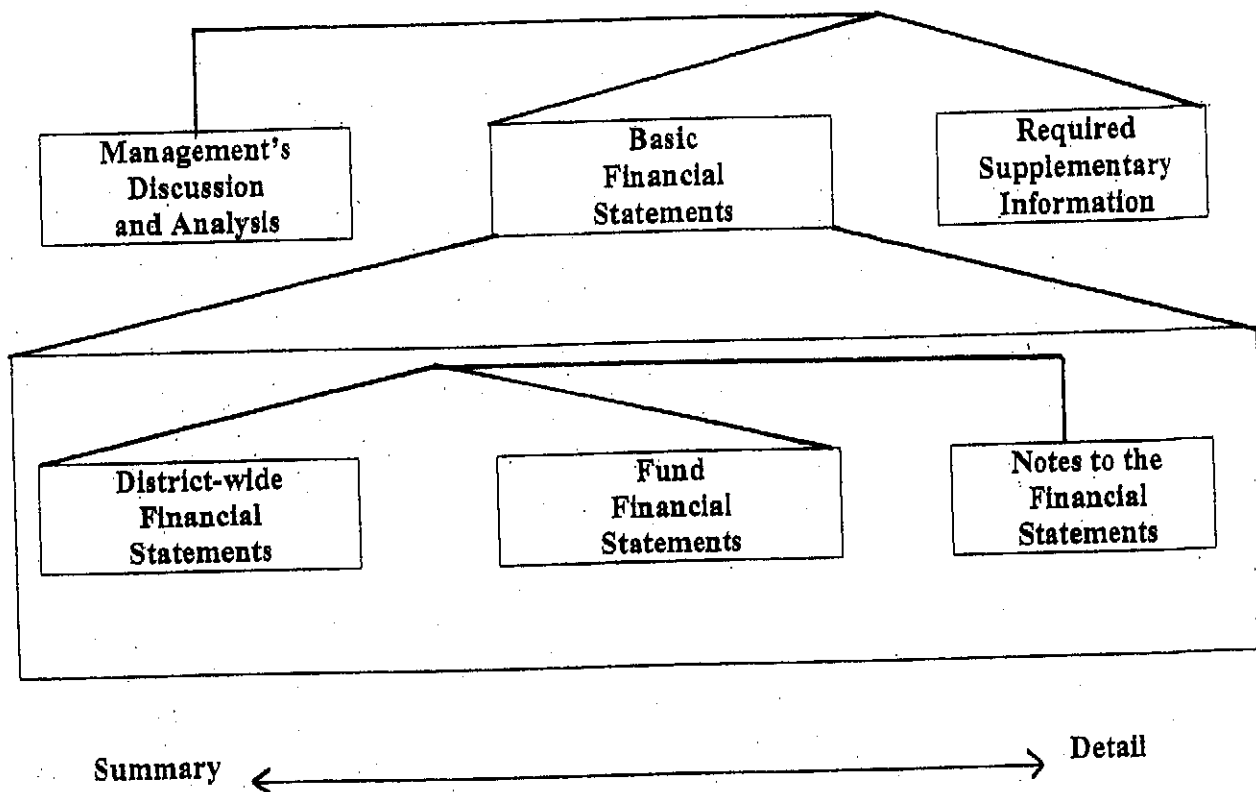 Management's
Discussion
and Analysis
Basic
Financial
Statements
Required
Supplementary
Information
District-wide
Financial
Statements
Fund
Financial
Statements
Notes to the
Financial
Statements
Summary
Detail